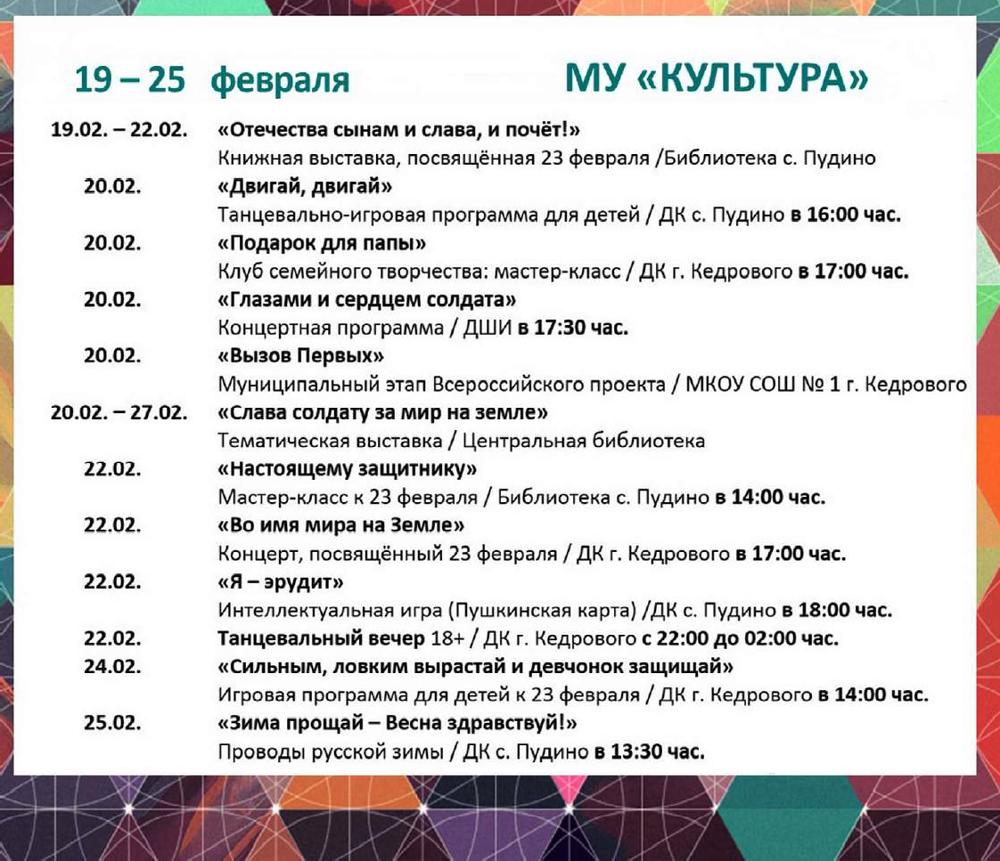 19 – 25 февраля МУ «КУЛЬТУРА»
19.02. – 22.02. «Отечества сынам и слава, и почёт!»
Книжная выставка, посвящённая 23 февраля /Библиотека с. Пудино
20.02. «Двигай, двигай»
Танцевально-игровая программа для детей / ДК с. Пудино в 16:00 час.
20.02. «Подарок для папы»
Клуб семейного творчества: мастер-класс / ДК г. Кедрового в 17:00 час.
20.02. «Глазами и сердцем солдата»
Концертная программа / ДШИ в 17:30 час.
20.02. «Вызов Первых»
Муниципальный этап Всероссийского проекта / МКОУ СОШ № 1 г. Кедрового
20.02. – 27.02. «Слава солдату за мир на земле»
Тематическая выставка / Центральная библиотека
22.02. «Настоящему защитнику»
Мастер-класс к 23 февраля / Библиотека с. Пудино в 14:00 час.
22.02. «Во имя мира на Земле»
Концерт, посвящённый 23 февраля / ДК г. Кедрового в 17:00 час.
22.02. «Я – эрудит»
Интеллектуальная игра (Пушкинская карта) /ДК с. Пудино в 18:00 час.
22.02. Танцевальный вечер 18+ / ДК г. Кедрового с 22:00 до 02:00 час.
24.02. «Сильным, ловким вырастай и девчонок защищай»
Игровая программа для детей к 23 февраля / ДК г. Кедрового в 14:00 час.
25.02. «Зима прощай – Весна здравствуй!»
Проводы русской зимы / ДК с. Пудино в 13:30 час.